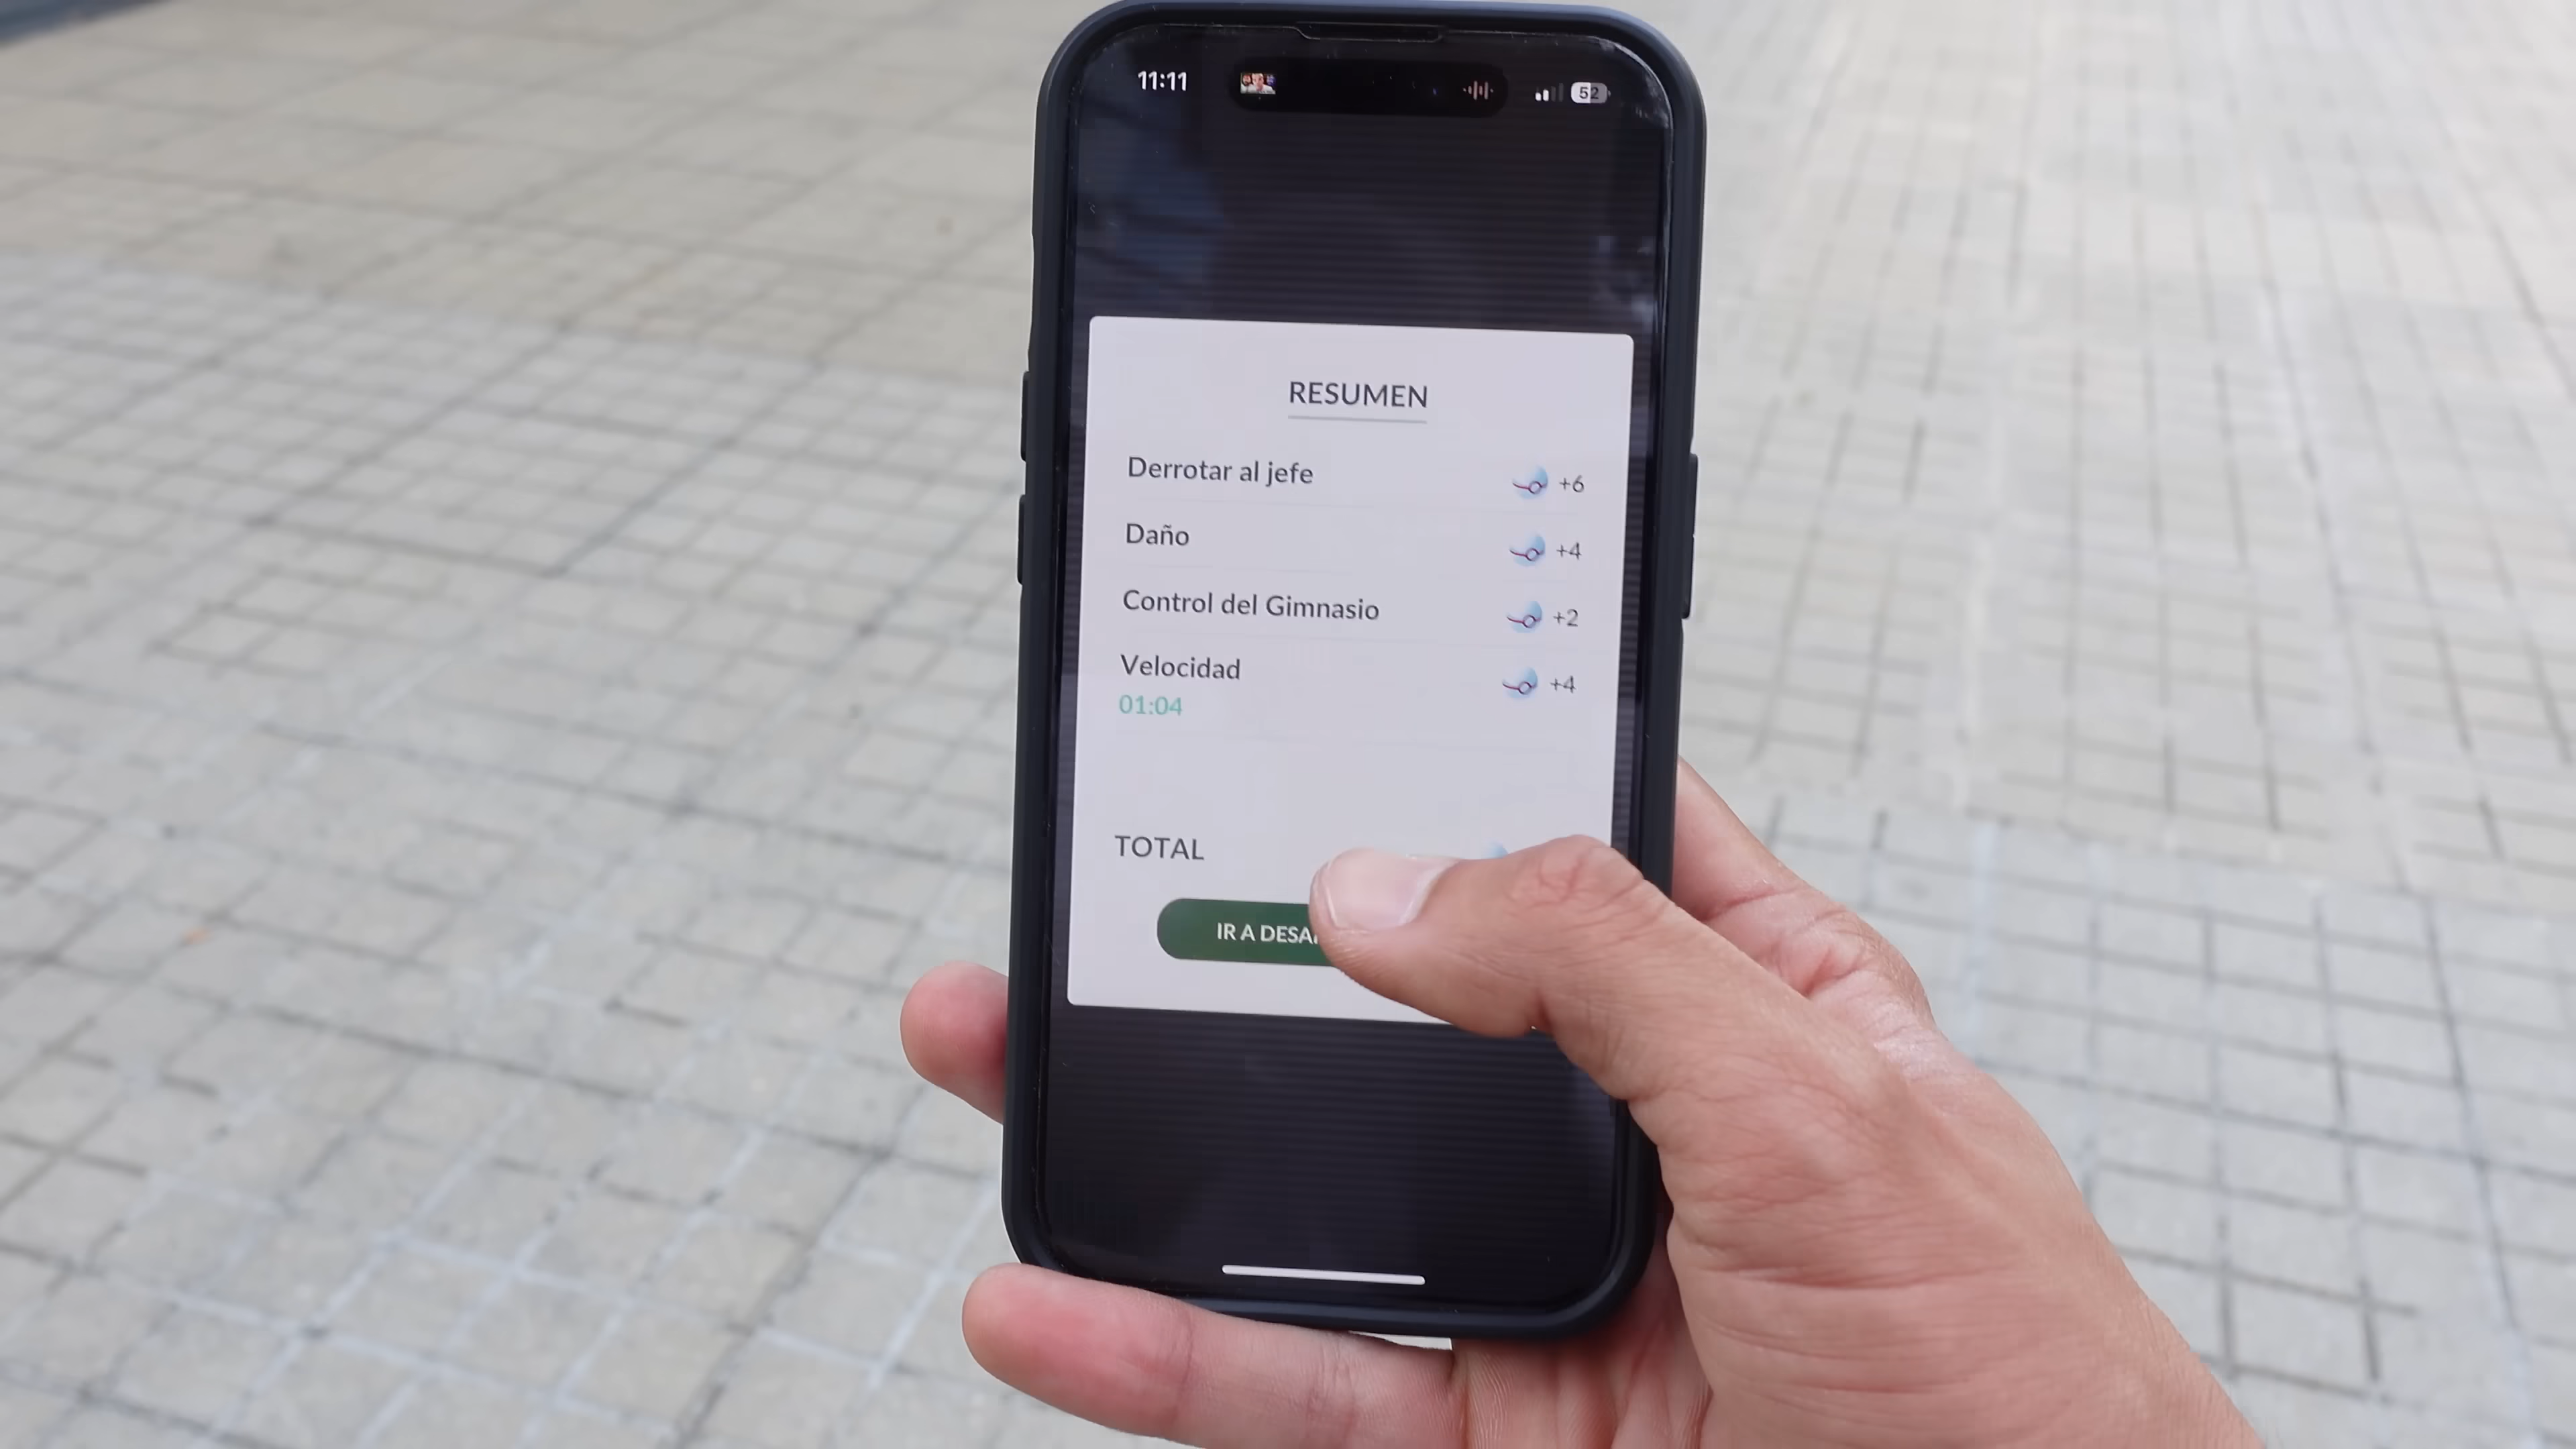 11:11
52
RESUMEN
Derrotar al jefe +6
Daño +4
Control del Gimnasio +2
Velocidad +4
01:04
TOTAL
IR A